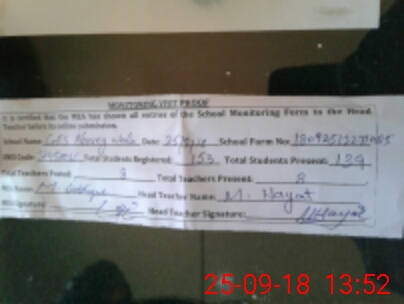 MONITORING VISIT PROOF
It is certified that the MEA has shown all entries of the School Monitoring Form to the Head
Teacher before its online submission.
School Name: Date: School Form No:
EMIS Code: Total Students Registered: 153 Total Students Present: 139
Total Teachers Posted: 8 Total Teachers Present: 8
MEA Name: Head Teacher Name: M. Hayat
MEA Signature: Head Teacher Signature: M Hayat
25-09-18 13:52